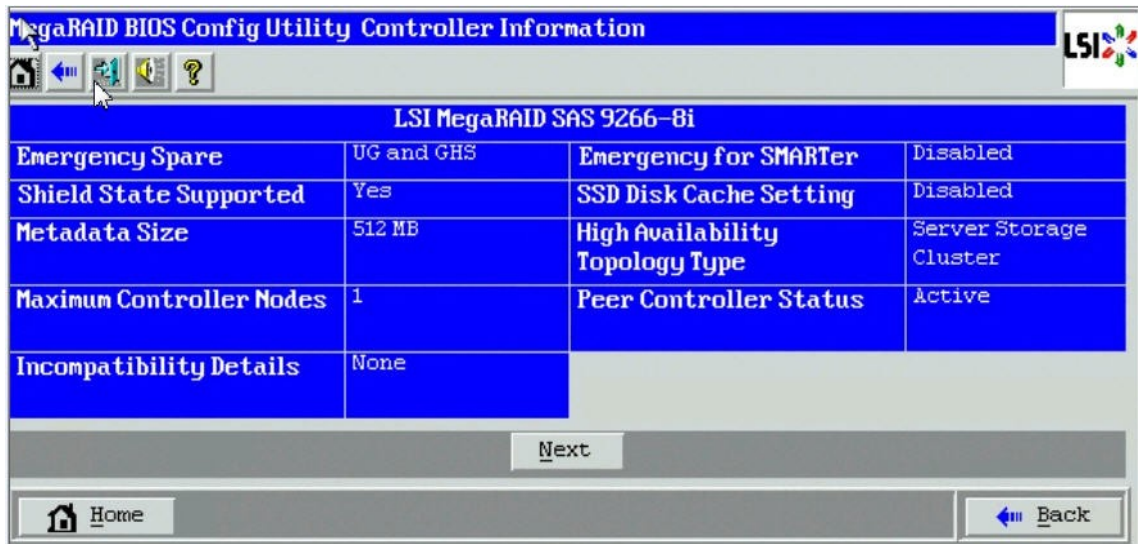 MegaRAID BIOS Config Utility Controller Information
LSI
LSI MegaRAID SAS 9266-8i
Emergency Spare UG and GHS Emergency for SMARTer Disabled
Shield State Supported Yes SSD Disk Cache Setting Disabled
Metadata Size 512 MB High Availability Topology Type Server Storage Cluster
Maximum Controller Nodes 1 Peer Controller Status Active
Incompatibility Details None
Next
Home Back